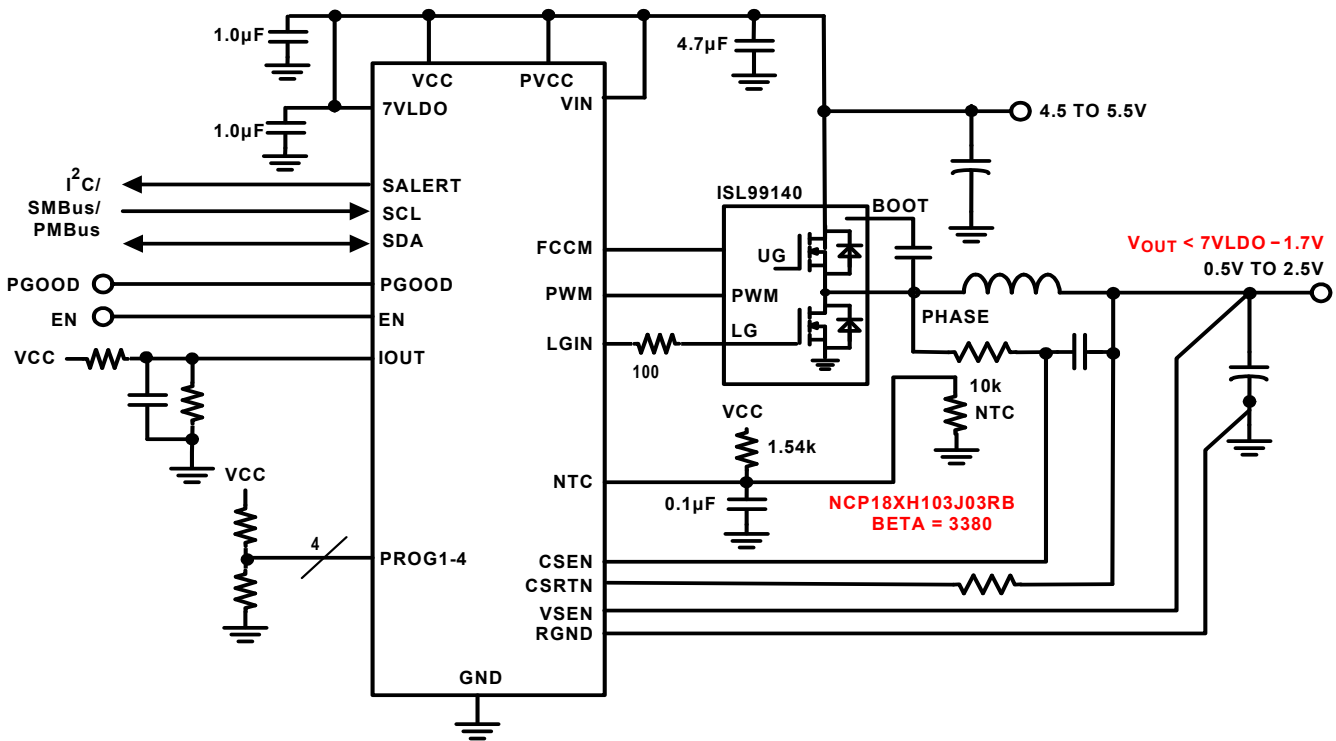 1.0µF
4.7µF
VCC
PVCC
VIN
7VLDO
1.0µF
4.5 TO 5.5V
I2C/
SMBus/
PMBus
SALERT
SCL
SDA
ISL99140
BOOT
FCCM
UG
VOUT < 7VLDO – 1.7V
0.5V TO 2.5V
PGOOD
PGOOD
PWM
PWM
EN
EN
PHASE
LGIN
LG
100
VCC
IOUT
10k
NTC
VCC
1.54k
VCC
NTC
0.1µF
NCP18XH103J03RB
BETA = 3380
4
PROG1-4
CSEN
CSRTN
VSEN
RGND
GND